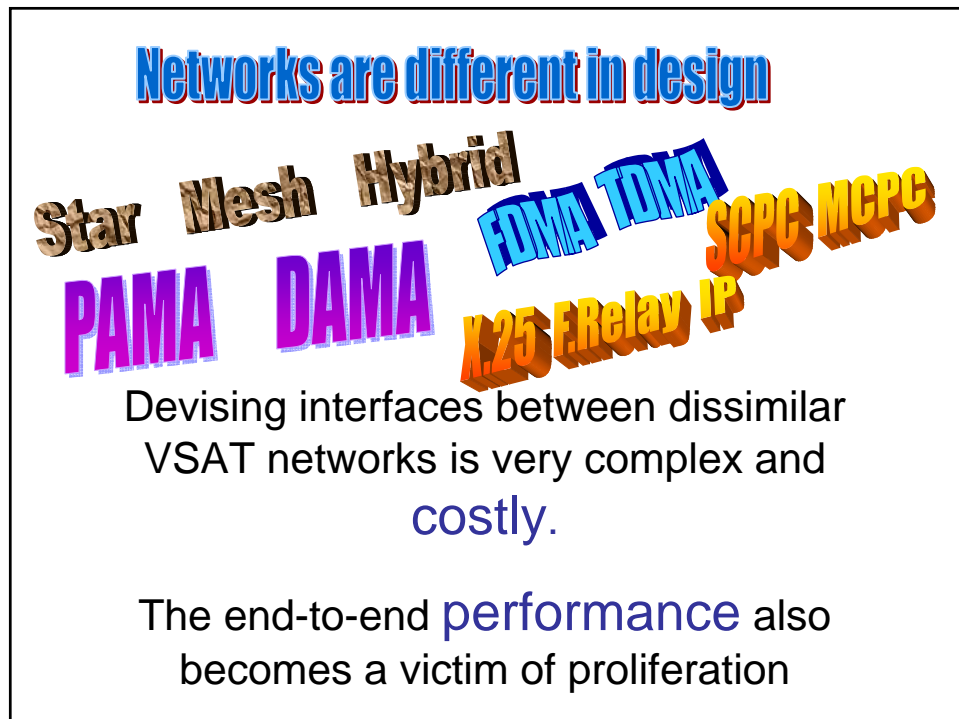 Networks are different in design
Star Mesh Hybrid
FDMA TDMA
SCPC MCPC
PAMA DAMA
X.25 F.Relay IP
Devising interfaces between dissimilar
VSAT networks is very complex and
costly.
The end-to-end performance also
becomes a victim of proliferation